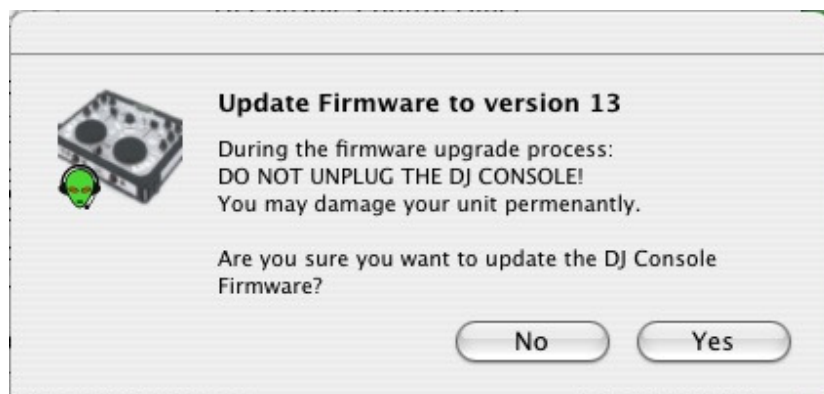 Update Firmware to version 13
During the firmware upgrade process:
DO NOT UNPLUG THE DJ CONSOLE!
You may damage your unit permenantly.
Are you sure you want to update the DJ Console
Firmware?
No
Yes